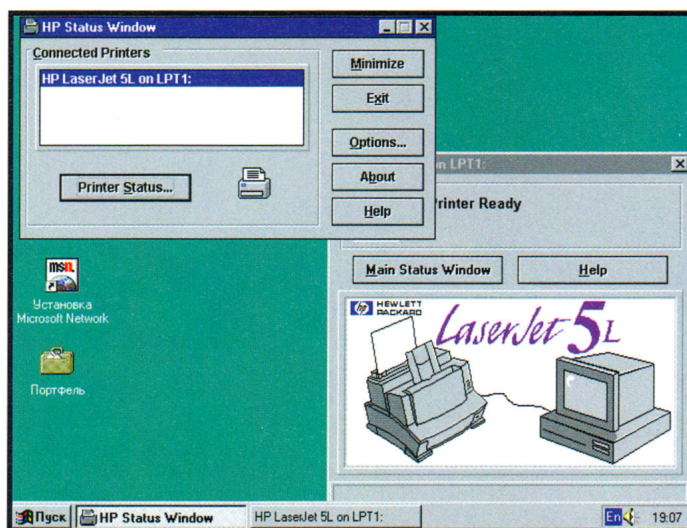 HP Status Window
Connected Printers
HP LaserJet 5L on LPT1:
Printer Status...
Minimize
Exit
Options...
About
Help
on LPT1:
Printer Ready
Main Status Window
Help
HEWLETT
PACKARD
LaserJet 5L
msn.
Установка
Microsoft Network
Портфель
Пуск
HP Status Window
HP LaserJet 5L on LPT1:
En
19:07